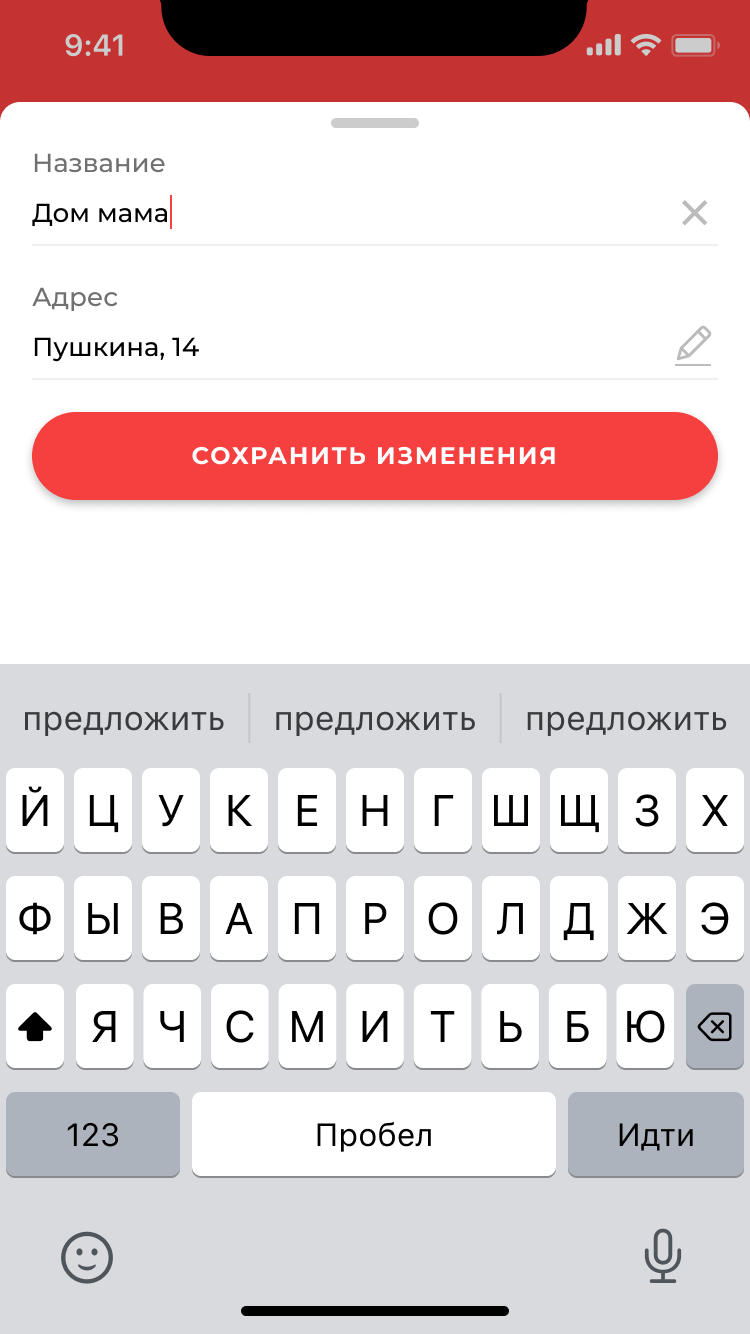 9:41
Название
Дом мама
Адрес
Пушкина, 14
СОХРАНИТЬ ИЗМЕНЕНИЯ
предложить предложить предложить
Й Ц У К Е Н Г Ш Щ З Х
Ф Ы В А П Р О Л Д Ж Э
Я Ч С М И Т Ь Б Ю
123 Пробел Идти